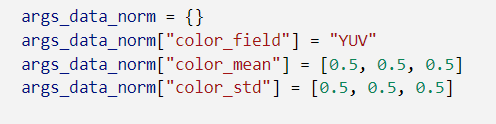 args_data_norm = {}
args_data_norm["color_field"] = "YUV"
args_data_norm["color_mean"] = [0.5, 0.5, 0.5]
args_data_norm["color_std"] = [0.5, 0.5, 0.5]